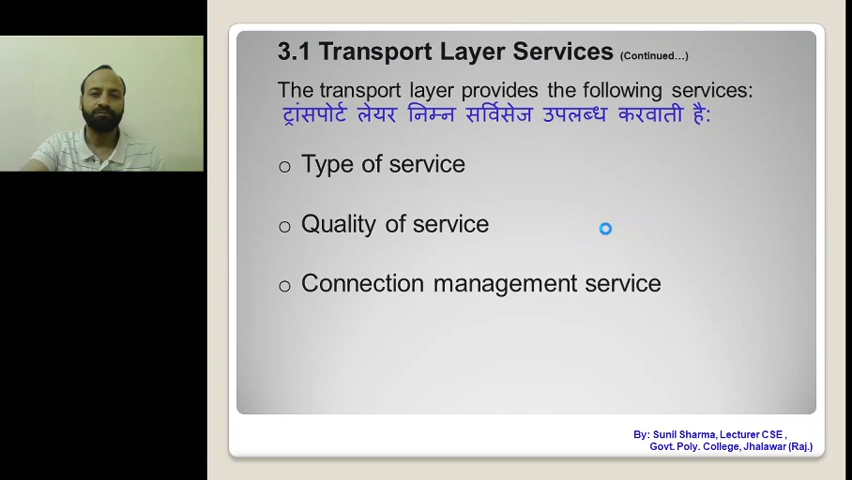 3.1 Transport Layer Services (Continued...)
The transport layer provides the following services:
ट्रांसपोर्ट लेयर निम्न सर्विसेज उपलब्ध करवाती है:
o Type of service
o Quality of service
o Connection management service
By: Sunil Sharma, Lecturer CSE ,
Govt. Poly. College, Jhalawar (Raj.)